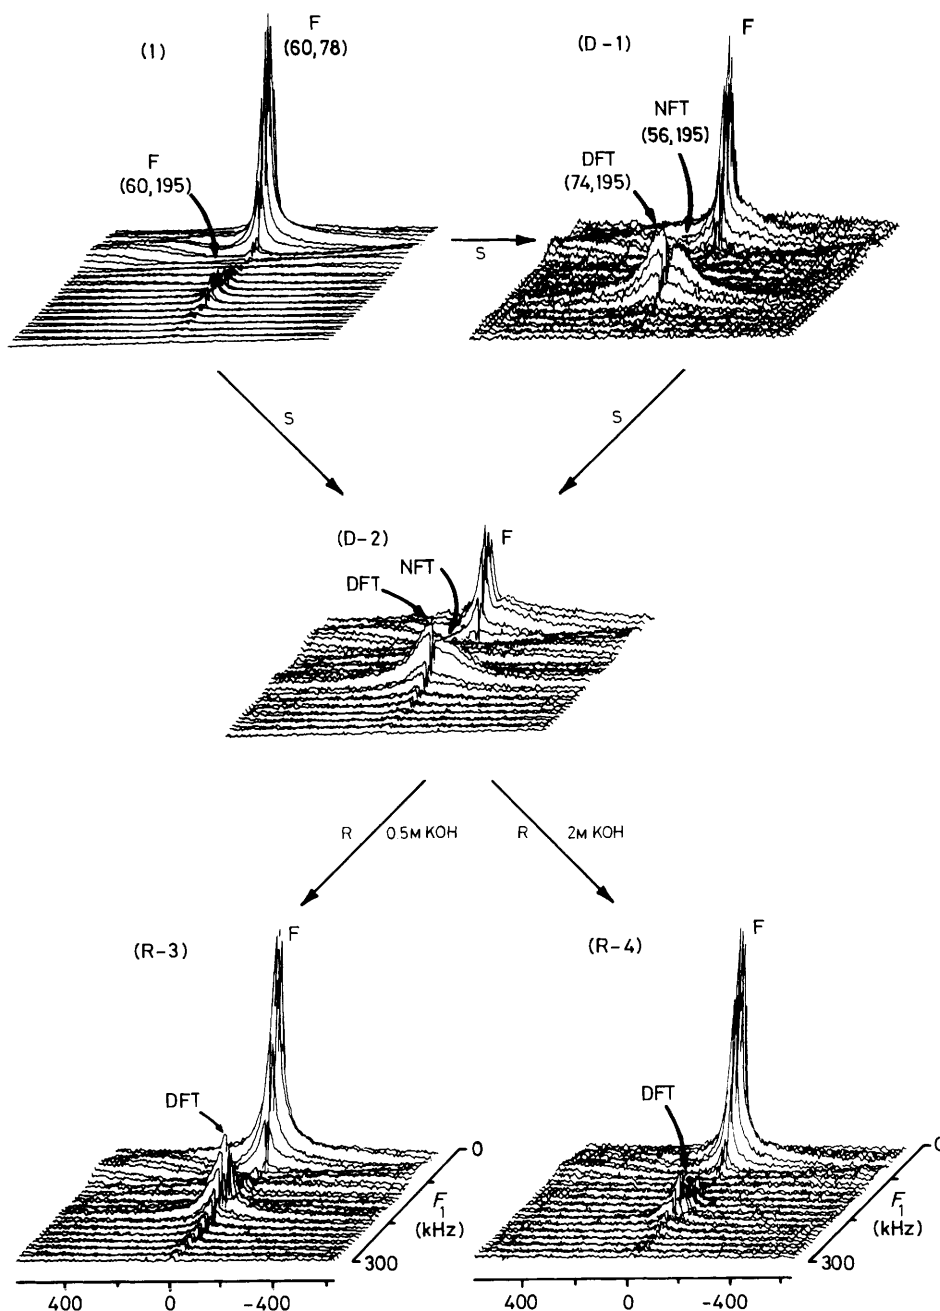 (1)
F
(60,78)
F
(60,195)
(D-1)
F
NFT
(56,195)
DFT
(74,195)
S
S
S
(D-2)
F
NFT
DFT
R
0.5M KOH
R
2M KOH
(R-3)
F
DFT
0
F1
(kHz)
300
400
0
-400
(R-4)
F
DFT
0
F1
(kHz)
300
400
0
-400